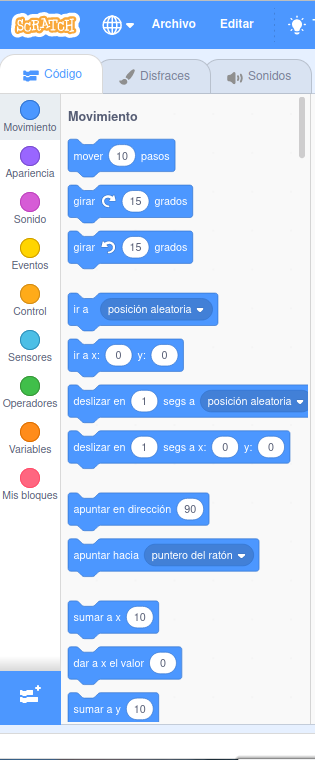 SCRATCH
Archivo
Editar
Código
Disfraces
Sonidos
Movimiento
Apariencia
Sonido
Eventos
Control
Sensores
Operadores
Variables
Mis bloques
Movimiento
mover 10 pasos
girar 15 grados
girar 15 grados
ir a posición aleatoria
ir a x: 0 y: 0
deslizar en 1 segs a posición aleatoria
deslizar en 1 segs a x: 0 y: 0
apuntar en dirección 90
apuntar hacia puntero del ratón
sumar a x 10
dar a x el valor 0
sumar a y 10